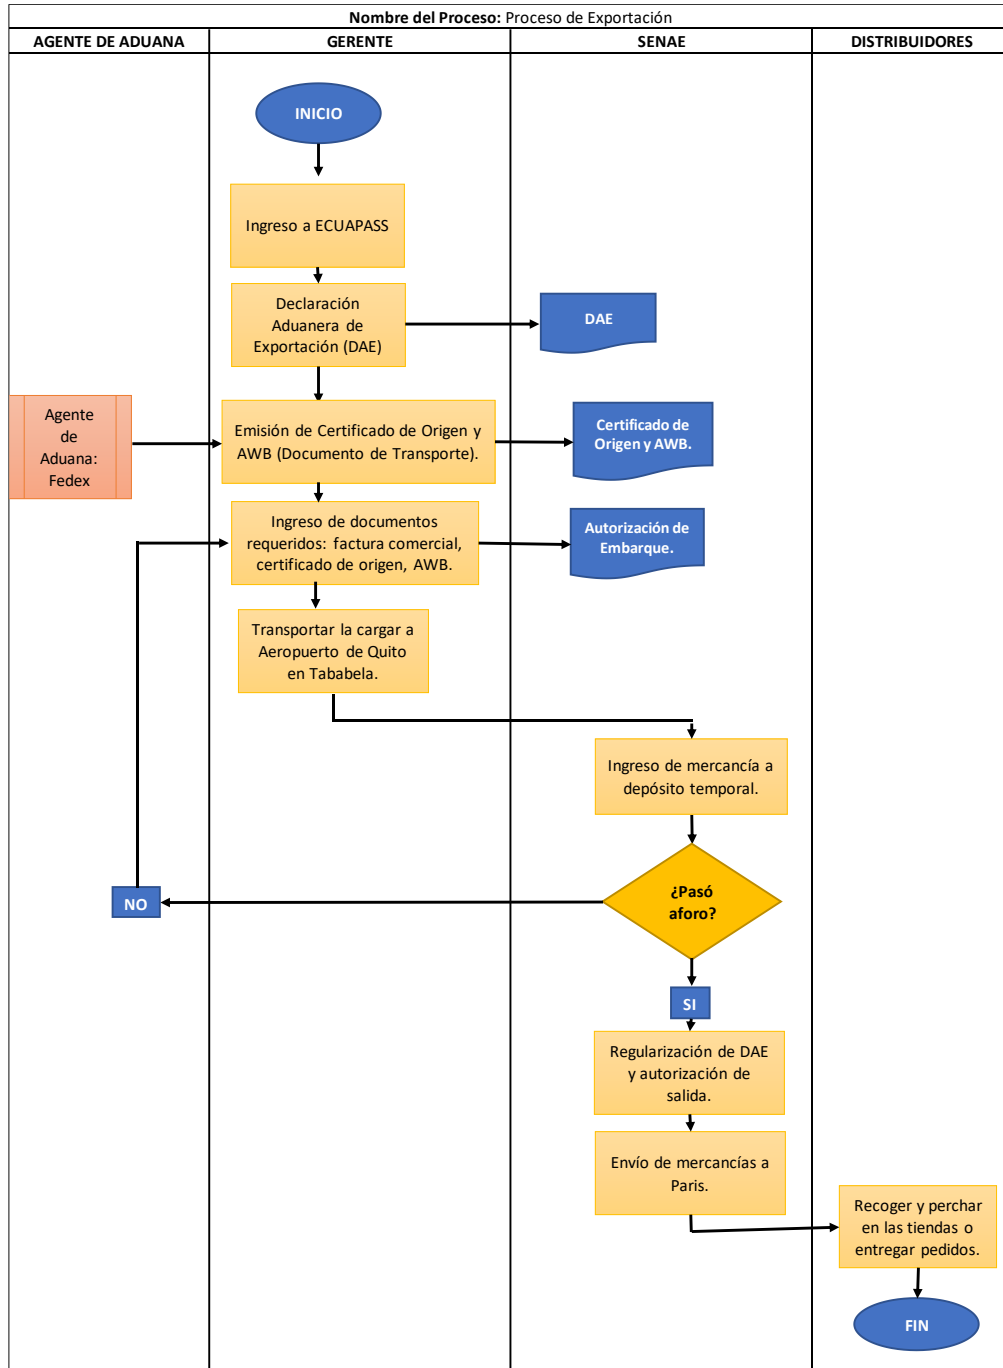 Nombre del Proceso: Proceso de Exportación
AGENTE DE ADUANA
GERENTE
SENAE
DISTRIBUIDORES
INICIO
Ingreso a ECUAPASS
Declaración
Aduanera de
Exportación (DAE)
DAE
Agente
de
Aduana:
Fedex
Emisión de Certificado de Origen y
AWB (Documento de Transporte).
Certificado de
Origen y AWB.
Ingreso de documentos
requeridos: factura comercial,
certificado de origen, AWB.
Autorización de
Embarque.
Transportar la cargar a
Aeropuerto de Quito
en Tababela.
Ingreso de mercancía a
depósito temporal.
¿Pasó
aforo?
NO
SI
Regularización de DAE
y autorización de
salida.
Envío de mercancías a
Paris.
Recoger y perchar
en las tiendas o
entregar pedidos.
FIN